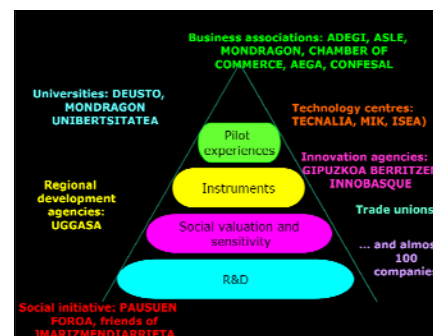 Business associations: ADEGI, ASLE,
MONDRAGON, CHAMBER OF
COMMERCE, AEGA, CONFESAL
Universities: DEUSTO,
MONDRAGON
UNIBERTSITATEA
Technology centres:
TECNALIA, MIK, ISEA)
Pilot
experiences
Innovation agencies:
GIPUZKOA BERRITZEN
INNOBASQUE
Instruments
Regional
development
agencies:
UGGASA
Trade unions
Social valuation and
sensitivity
... and almos
100
companie
R&D
Social initiative: PAUSUEN
FOROA, friends of
JMARIZMENDIARRIETA